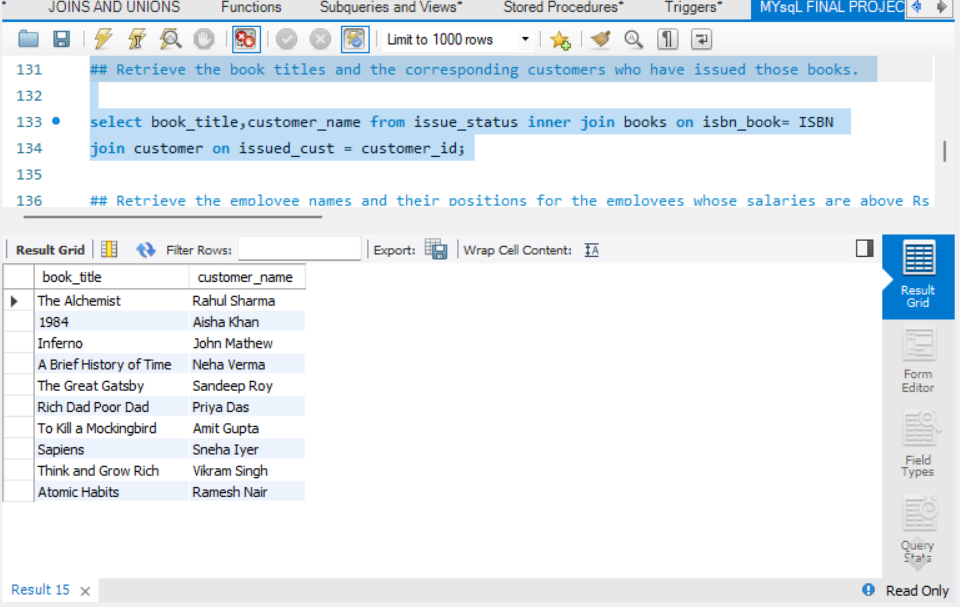 JOINS AND UNIONS Functions Subqueries and Views* Stored Procedures* Triggers* MYsqL FINAL PROJEC
Limit to 1000 rows
131 ## Retrieve the book titles and the corresponding customers who have issued those books.
132
133 select book_title,customer_name from issue_status inner join books on isbn_book= ISBN
134 join customer on issued_cust = customer_id;
135
136 ## Retrieve the employee names and their positions for the employees whose salaries are above Rs
Result Grid Filter Rows: Export: Wrap Cell Content:
book_title customer_name
The Alchemist Rahul Sharma
1984 Aisha Khan
Inferno John Mathew
A Brief History of Time Neha Verma
The Great Gatsby Sandeep Roy
Rich Dad Poor Dad Priya Das
To Kill a Mockingbird Amit Gupta
Sapiens Sneha Iyer
Think and Grow Rich Vikram Singh
Atomic Habits Ramesh Nair
Result
Grid
Form
Editor
Field
Types
Query
Stats
Result 15 Read Only